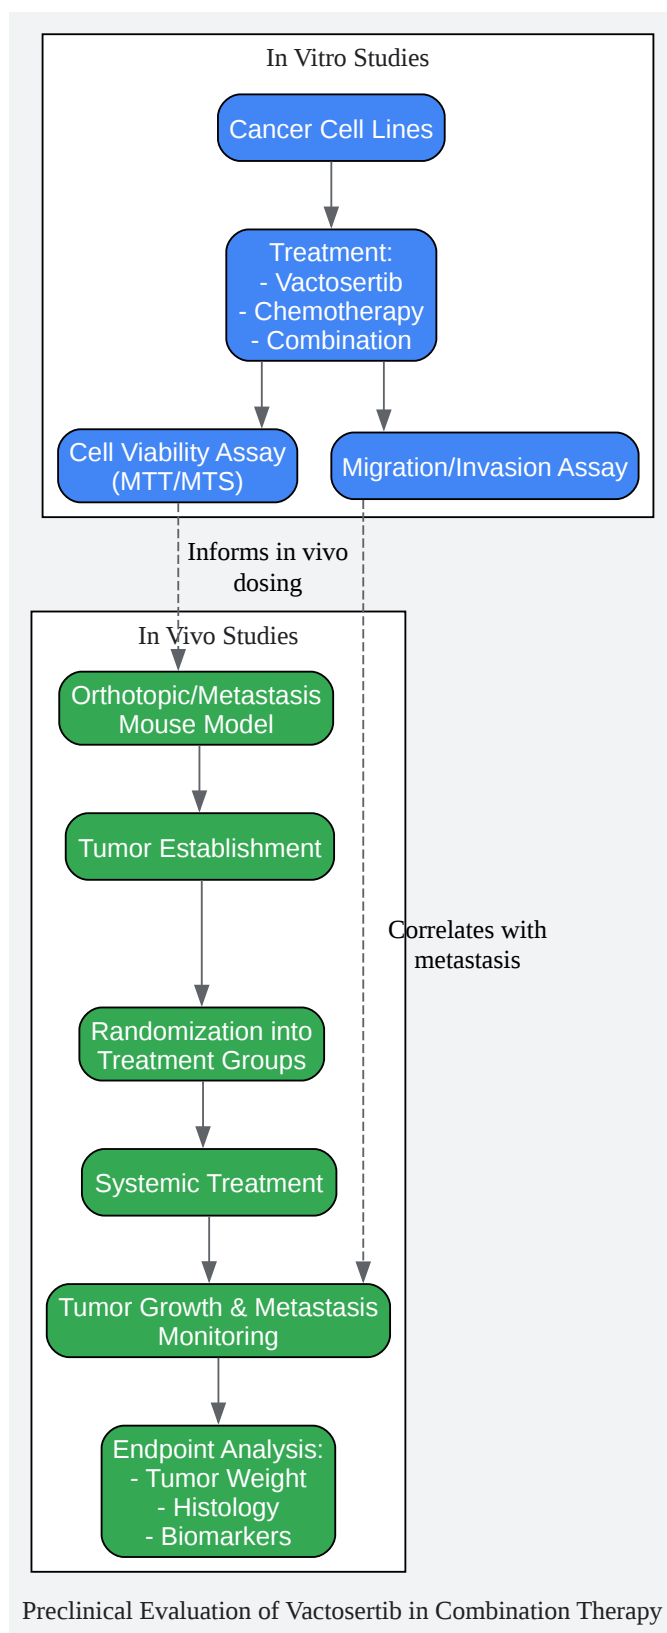 In Vitro Studies
Cancer Cell Lines
Treatment:
- Vactosertib
- Chemotherapy
- Combination
Cell Viability Assay
(MTT/MTS)
Migration/Invasion Assay
Informs in vivo
dosing
In Vivo Studies
Orthotopic/Metastasis
Mouse Model
Tumor Establishment
Correlates with
metastasis
Randomization into
Treatment Groups
Systemic Treatment
Tumor Growth & Metastasis
Monitoring
Endpoint Analysis:
- Tumor Weight
- Histology
- Biomarkers
Preclinical Evaluation of Vactosertib in Combination Therapy